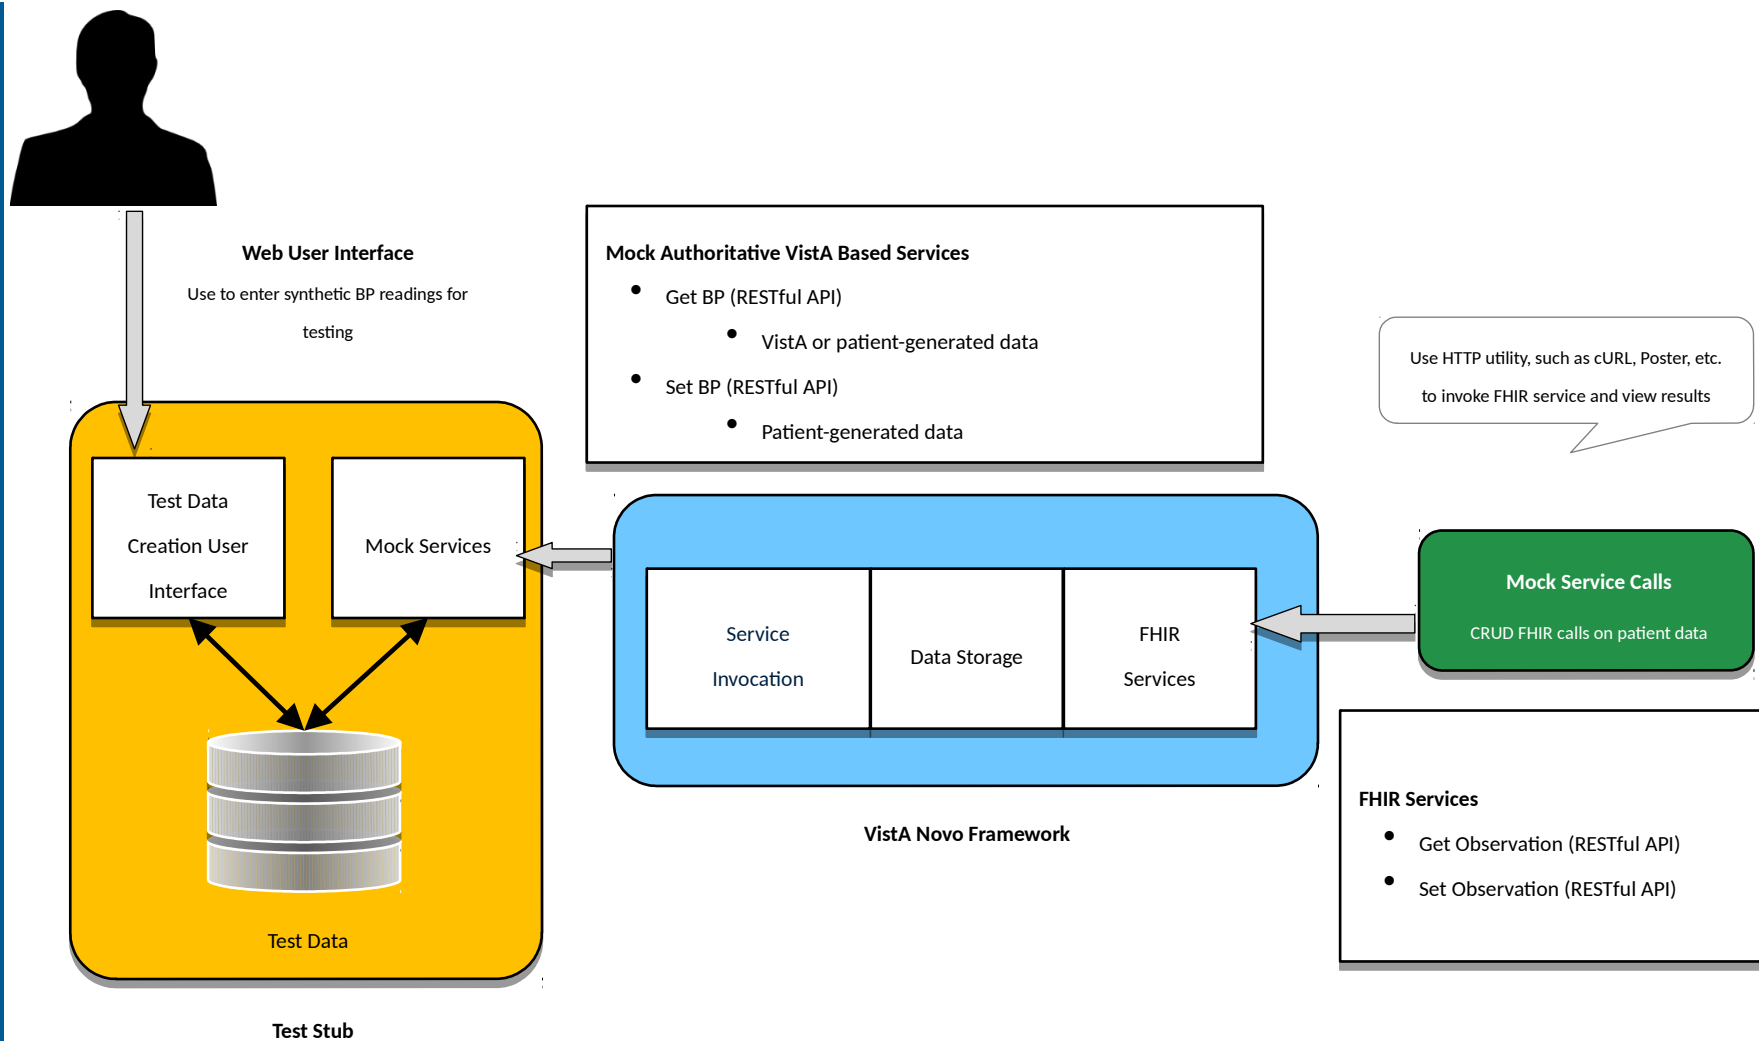 Web User Interface
Use to enter synthetic BP readings for
testing
Mock Authoritative VistA Based Services
• Get BP (RESTful API)
• VistA or patient-generated data
• Set BP (RESTful API)
• Patient-generated data
Use HTTP utility, such as cURL, Poster, etc.
to invoke FHIR service and view results
Test Data
Creation User
Interface
Mock Services
Test Data
Test Stub
Service
Invocation
Data Storage
FHIR
Services
VistA Novo Framework
Mock Service Calls
CRUD FHIR calls on patient data
FHIR Services
• Get Observation (RESTful API)
• Set Observation (RESTful API)